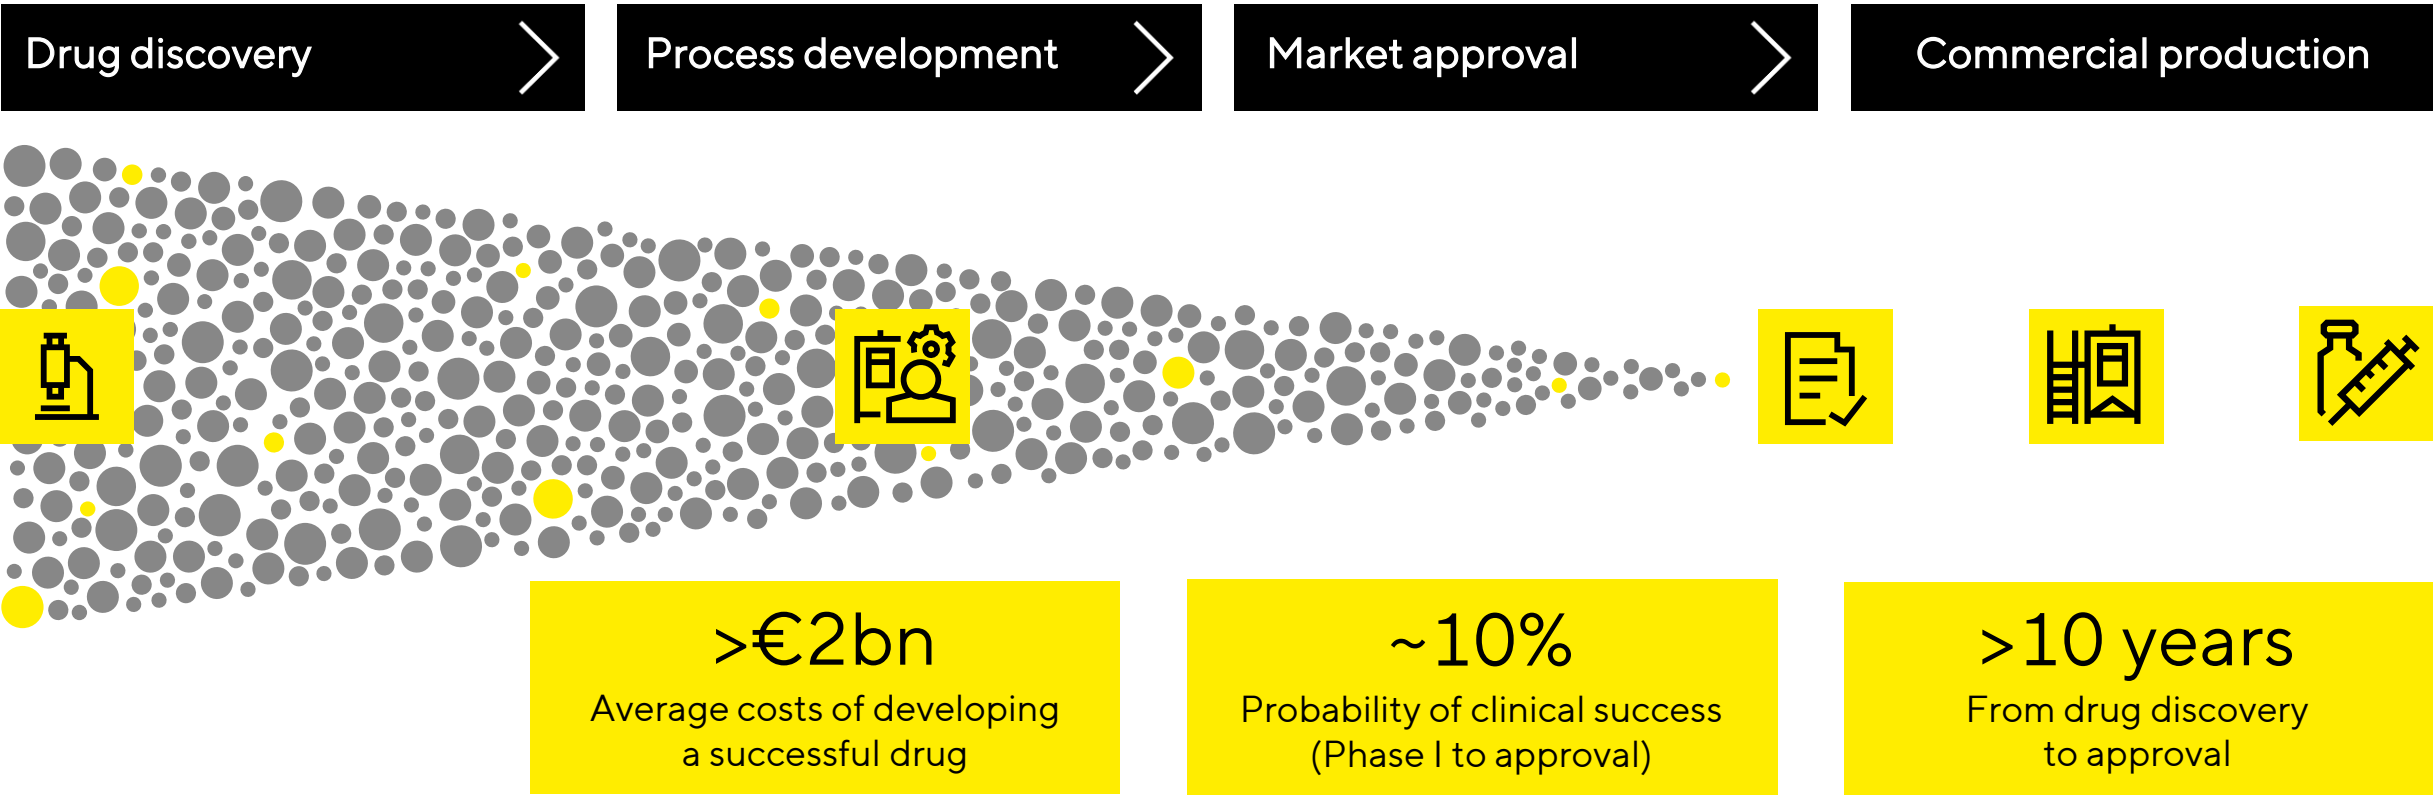 Drug discovery
Process development
Market approval
Commercial production
>€2bn
Average costs of developing
a successful drug
~10%
Probability of clinical success
(Phase I to approval)
>10 years
From drug discovery
to approval